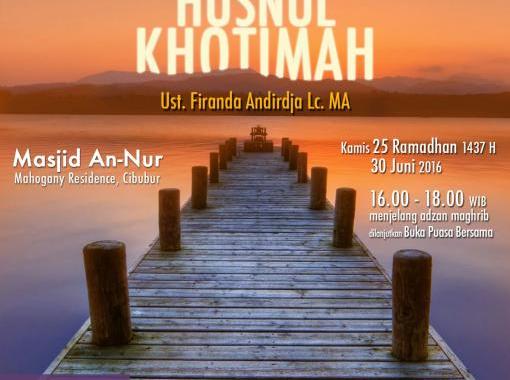 HUSNUL
KHOTIMAH
Ust. Firanda Andirdja Lc. MA
Masjid An-Nur
Mahogany Residence, Cibubur
Kamis 25 Ramadhan 1437 H
30 Juni 2016
16.00 - 18.00 WIB
menjelang adzan maghrib
dilanjutkan Buka Puasa Bersama